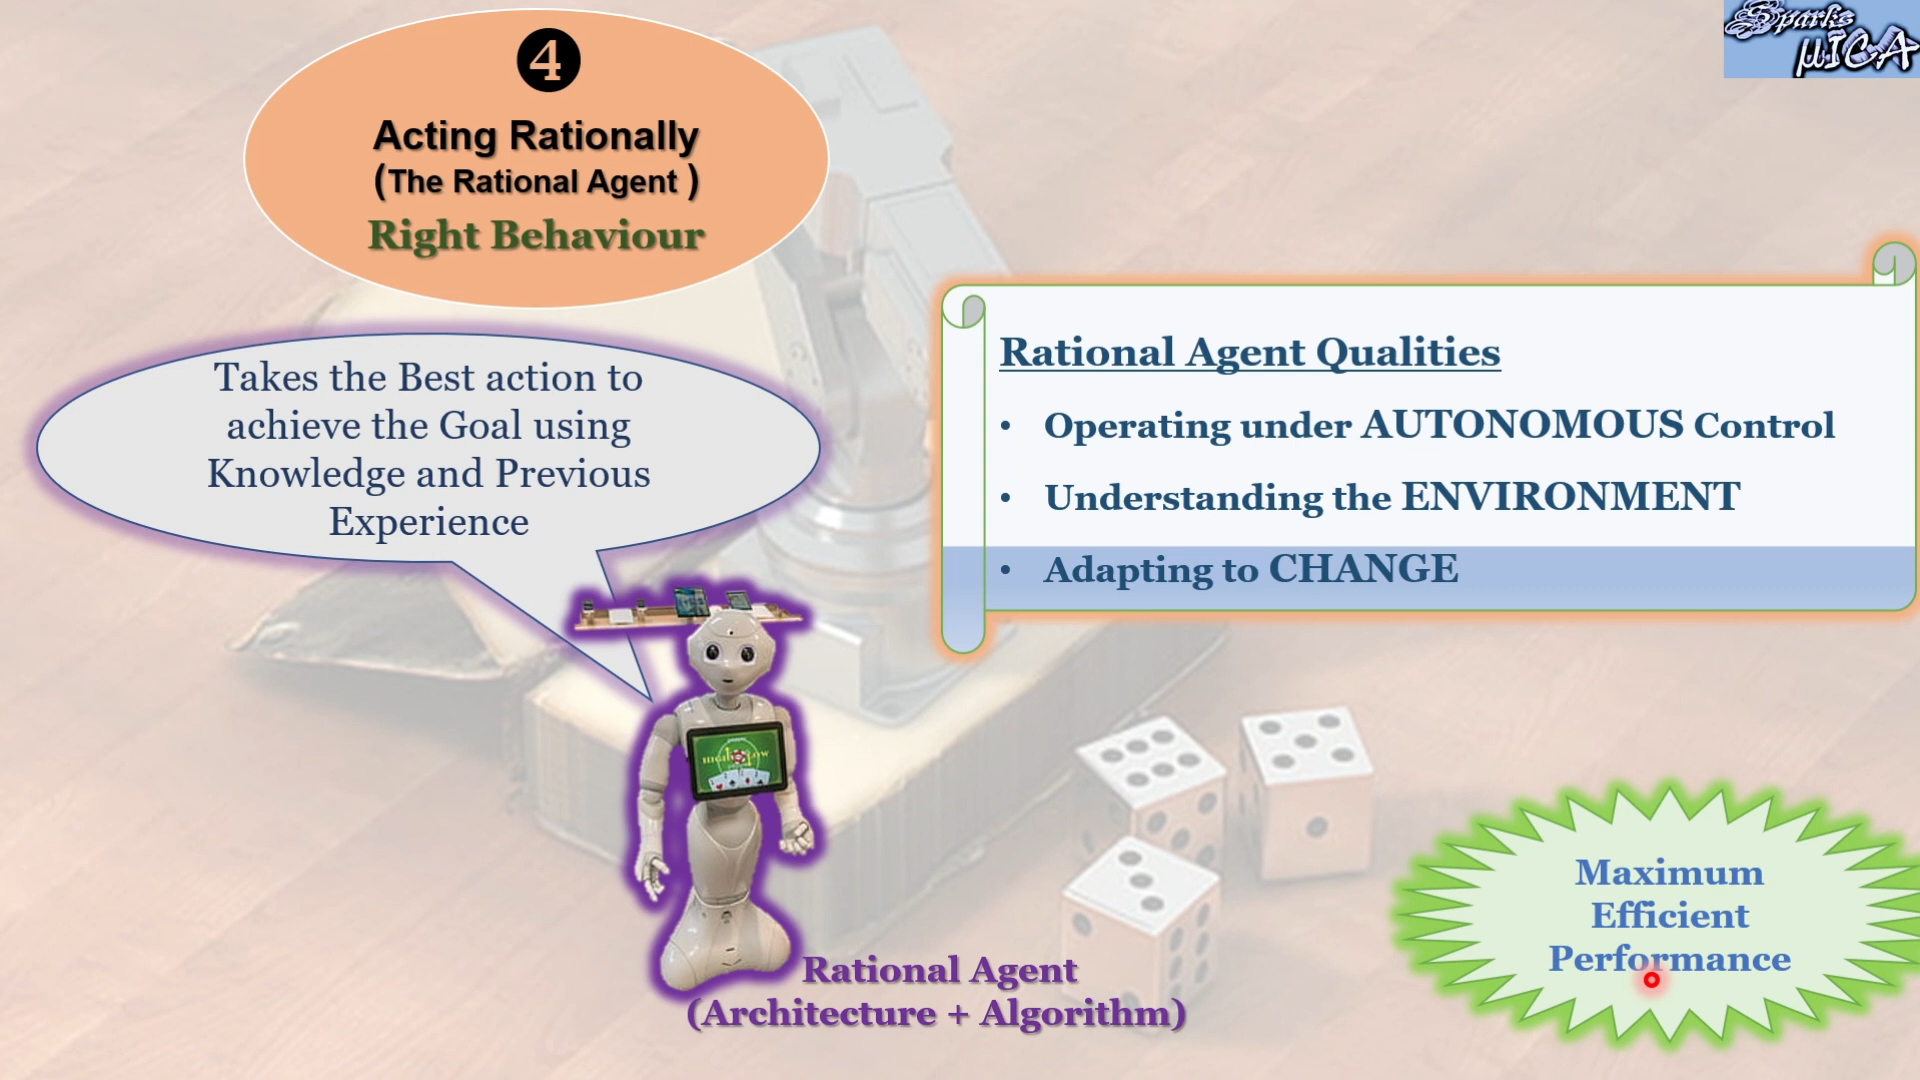 4
Acting Rationally
(The Rational Agent )
Right Behaviour
Takes the Best action to
achieve the Goal using
Knowledge and Previous
Experience
Sparks
µICA
Rational Agent Qualities
• Operating under AUTONOMOUS Control
• Understanding the ENVIRONMENT
• Adapting to CHANGE
Rational Agent
(Architecture + Algorithm)
Maximum
Efficient
Performance